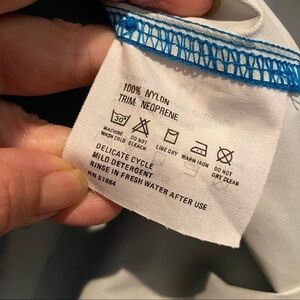 100% NYLON
TRIM: NEOPRENE
30°
MACHINE WASH COLD
DO NOT BLEACH
LINE DRY
WARM IRON
DO NOT DRY CLEAN
DELICATE CYCLE
MILD DETERGENT
RINSE IN FRESH WATER AFTER USE
RN 51884